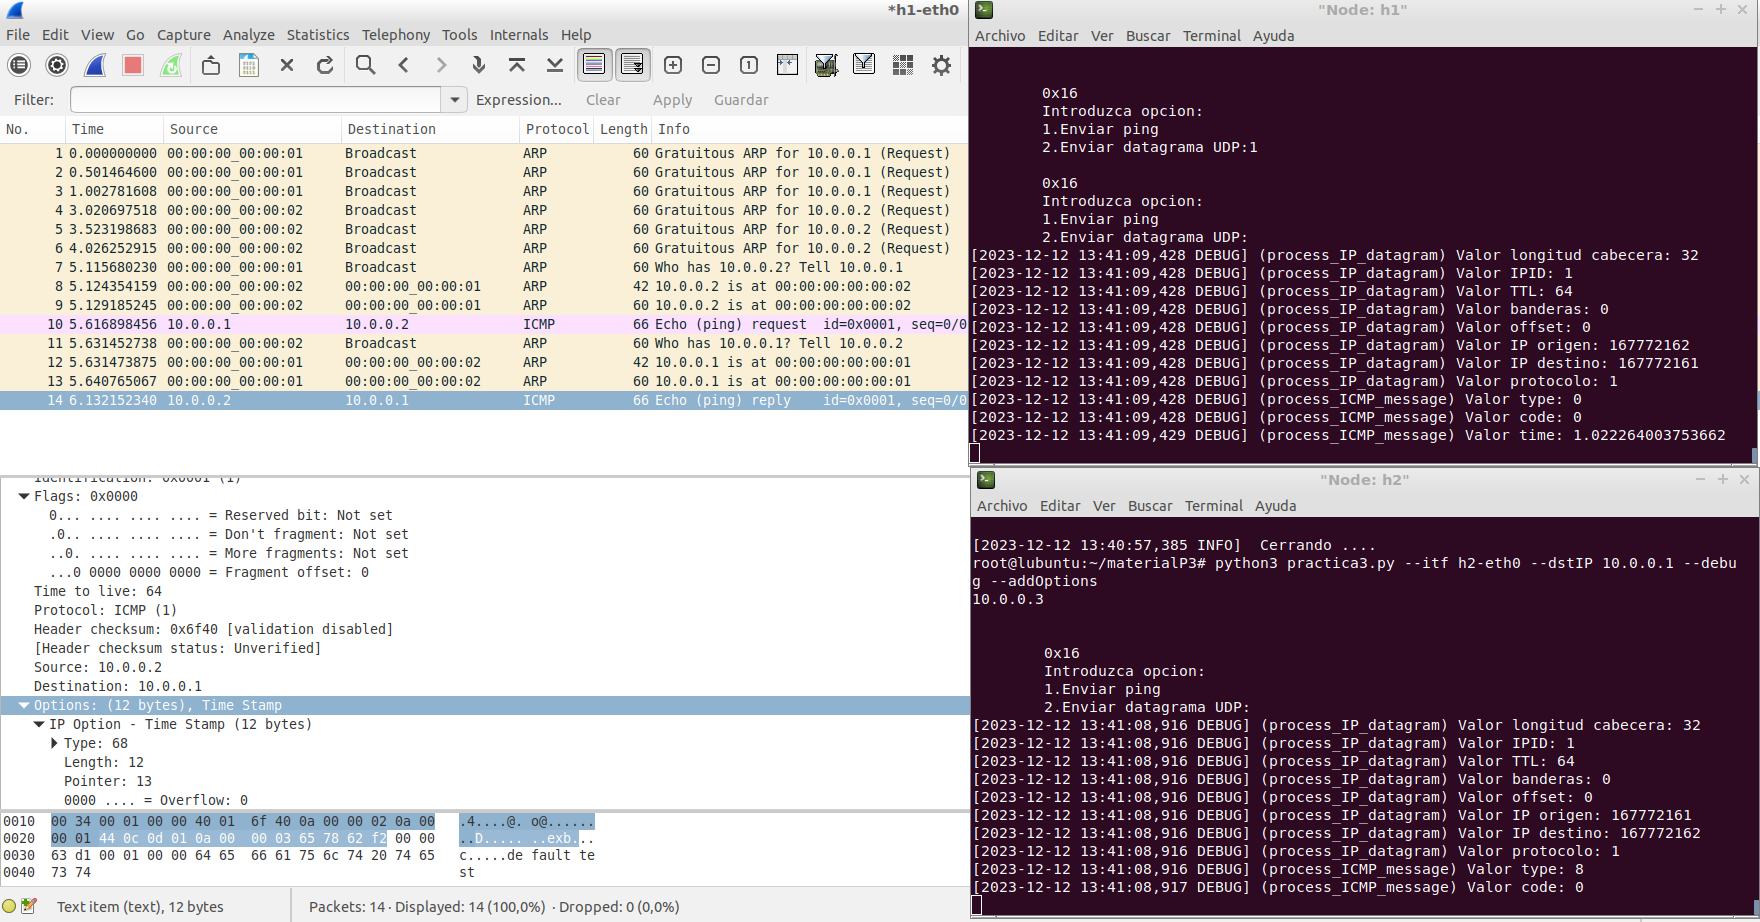 *h1-eth0
File Edit View Go Capture Analyze Statistics Telephony Tools Internals Help
Filter: Expression... Clear Apply Guardar
No. Time Source Destination Protocol Length Info
1 0.000000000 00:00:00_00:00:01 Broadcast ARP 60 Gratuitous ARP for 10.0.0.1 (Request)
2 0.501464600 00:00:00_00:00:01 Broadcast ARP 60 Gratuitous ARP for 10.0.0.1 (Request)
3 1.002781608 00:00:00_00:00:01 Broadcast ARP 60 Gratuitous ARP for 10.0.0.1 (Request)
4 3.020697518 00:00:00_00:00:02 Broadcast ARP 60 Gratuitous ARP for 10.0.0.2 (Request)
5 3.523198683 00:00:00_00:00:02 Broadcast ARP 60 Gratuitous ARP for 10.0.0.2 (Request)
6 4.026252915 00:00:00_00:00:02 Broadcast ARP 60 Gratuitous ARP for 10.0.0.2 (Request)
7 5.115680230 00:00:00_00:00:01 Broadcast ARP 60 Who has 10.0.0.2? Tell 10.0.0.1
8 5.124354159 00:00:00_00:00:02 00:00:00_00:00:01 ARP 42 10.0.0.2 is at 00:00:00:00:00:02
9 5.129185245 00:00:00_00:00:02 00:00:00_00:00:01 ARP 60 10.0.0.2 is at 00:00:00:00:00:02
10 5.616898456 10.0.0.1 10.0.0.2 ICMP 66 Echo (ping) request id=0x0001, seq=0/0
11 5.631452738 00:00:00_00:00:02 Broadcast ARP 60 Who has 10.0.0.1? Tell 10.0.0.2
12 5.631473875 00:00:00_00:00:01 00:00:00_00:00:02 ARP 42 10.0.0.1 is at 00:00:00:00:00:01
13 5.640765067 00:00:00_00:00:01 00:00:00_00:00:02 ARP 60 10.0.0.1 is at 00:00:00:00:00:01
14 6.132152340 10.0.0.2 10.0.0.1 ICMP 66 Echo (ping) reply id=0x0001, seq=0/0
Identification: 0x0001 (1)
Flags: 0x0000
0... .... .... .... = Reserved bit: Not set
.0.. .... .... .... = Don't fragment: Not set
..0. .... .... .... = More fragments: Not set
...0 0000 0000 0000 = Fragment offset: 0
Time to live: 64
Protocol: ICMP (1)
Header checksum: 0x6f40 [validation disabled]
[Header checksum status: Unverified]
Source: 10.0.0.2
Destination: 10.0.0.1
Options: (12 bytes), Time Stamp
IP Option - Time Stamp (12 bytes)
Type: 68
Length: 12
Pointer: 13
0000 .... = Overflow: 0
0010 00 34 00 01 00 00 40 01 6f 40 0a 00 00 02 0a 00 .4....@. o@......
0020 00 01 44 0c 0d 01 0a 00 00 03 65 78 62 f2 00 00 ..D..... ..exb...
0030 63 d1 00 01 00 00 64 65 66 61 75 6c 74 20 74 65 c.....de fault te
0040 73 74 st
Text item (text), 12 bytes Packets: 14 · Displayed: 14 (100,0%) · Dropped: 0 (0,0%)
"Node: h1"
Archivo Editar Ver Buscar Terminal Ayuda
0x16
Introduzca opcion:
1.Enviar ping
2.Enviar datagrama UDP:1
0x16
Introduzca opcion:
1.Enviar ping
2.Enviar datagrama UDP:
[2023-12-12 13:41:09,428 DEBUG] (process_IP_datagram) Valor longitud cabecera: 32
[2023-12-12 13:41:09,428 DEBUG] (process_IP_datagram) Valor IPID: 1
[2023-12-12 13:41:09,428 DEBUG] (process_IP_datagram) Valor TTL: 64
[2023-12-12 13:41:09,428 DEBUG] (process_IP_datagram) Valor banderas: 0
[2023-12-12 13:41:09,428 DEBUG] (process_IP_datagram) Valor offset: 0
[2023-12-12 13:41:09,428 DEBUG] (process_IP_datagram) Valor IP origen: 167772162
[2023-12-12 13:41:09,428 DEBUG] (process_IP_datagram) Valor IP destino: 167772161
[2023-12-12 13:41:09,428 DEBUG] (process_IP_datagram) Valor protocolo: 1
[2023-12-12 13:41:09,428 DEBUG] (process_ICMP_message) Valor type: 0
[2023-12-12 13:41:09,428 DEBUG] (process_ICMP_message) Valor code: 0
[2023-12-12 13:41:09,429 DEBUG] (process_ICMP_message) Valor time: 1.022264003753662
"Node: h2"
Archivo Editar Ver Buscar Terminal Ayuda
[2023-12-12 13:40:57,385 INFO] Cerrando ....
root@lubuntu:~/materialP3# python3 practica3.py --itf h2-eth0 --dstIP 10.0.0.1 --debu
g --addOptions
10.0.0.3
0x16
Introduzca opcion:
1.Enviar ping
2.Enviar datagrama UDP:
[2023-12-12 13:41:08,916 DEBUG] (process_IP_datagram) Valor longitud cabecera: 32
[2023-12-12 13:41:08,916 DEBUG] (process_IP_datagram) Valor IPID: 1
[2023-12-12 13:41:08,916 DEBUG] (process_IP_datagram) Valor TTL: 64
[2023-12-12 13:41:08,916 DEBUG] (process_IP_datagram) Valor banderas: 0
[2023-12-12 13:41:08,916 DEBUG] (process_IP_datagram) Valor offset: 0
[2023-12-12 13:41:08,916 DEBUG] (process_IP_datagram) Valor IP origen: 167772161
[2023-12-12 13:41:08,916 DEBUG] (process_IP_datagram) Valor IP destino: 167772162
[2023-12-12 13:41:08,916 DEBUG] (process_IP_datagram) Valor protocolo: 1
[2023-12-12 13:41:08,916 DEBUG] (process_ICMP_message) Valor type: 8
[2023-12-12 13:41:08,917 DEBUG] (process_ICMP_message) Valor code: 0